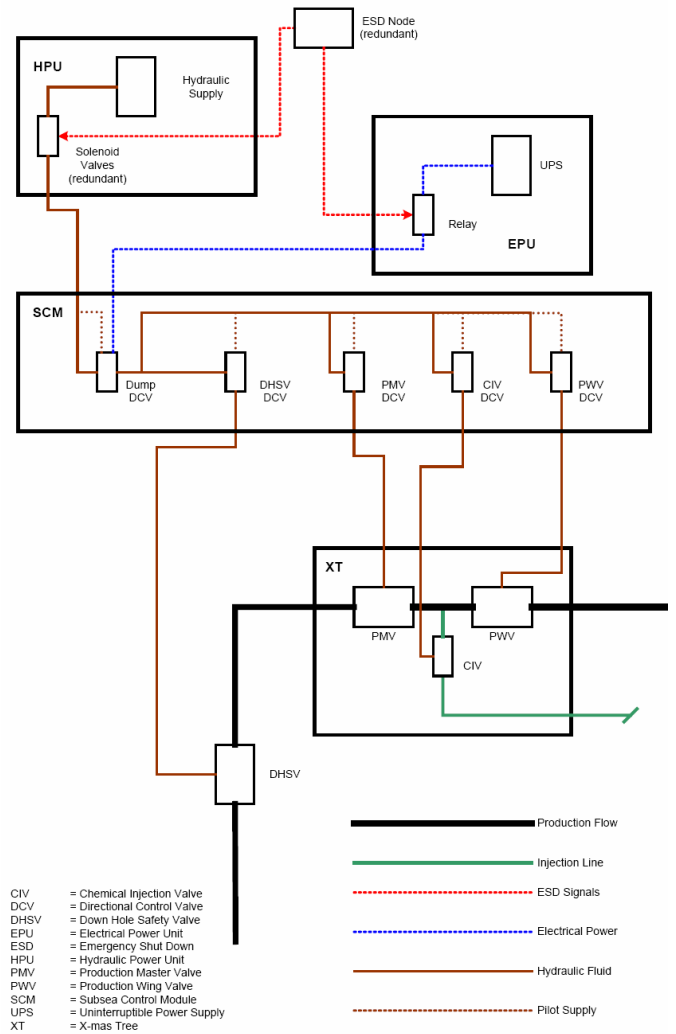 ESD Node
(redundant)
HPU
Hydraulic
Supply
Solenoid
Valves
(redundant)
UPS
Relay
EPU
SCM
Dump
DCV
DHSV
DCV
PMV
DCV
CIV
DCV
PWV
DCV
XT
PMV
PWV
CIV
DHSV
Production Flow
Injection Line
ESD Signals
Electrical Power
Hydraulic Fluid
Pilot Supply
CIV = Chemical Injection Valve
DCV = Directional Control Valve
DHSV = Down Hole Safety Valve
EPU = Electrical Power Unit
ESD = Emergency Shut Down
HPU = Hydraulic Power Unit
PMV = Production Master Valve
PWV = Production Wing Valve
SCM = Subsea Control Module
UPS = Uninterruptible Power Supply
XT = X-mas Tree